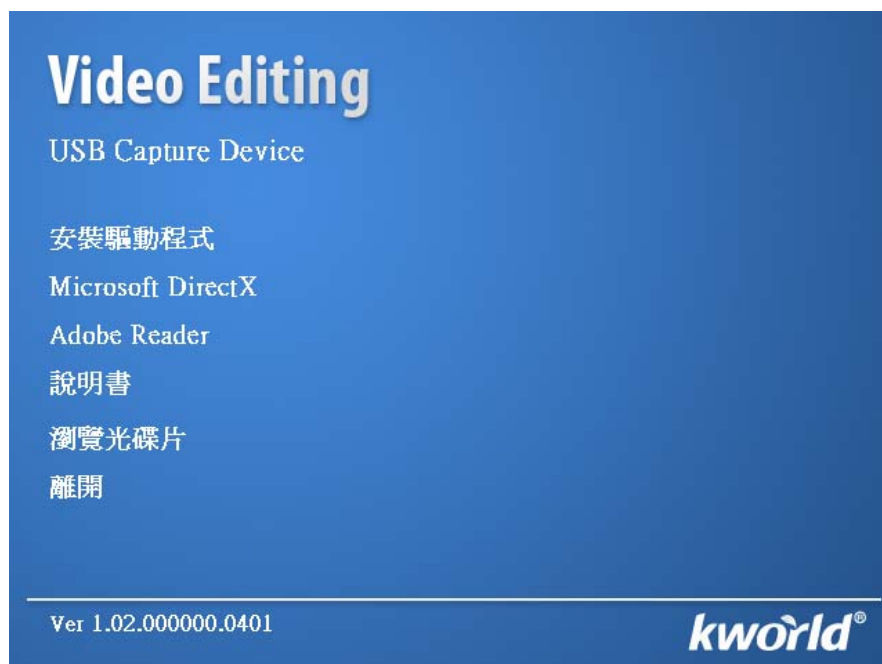 Video Editing
USB Capture Device
安裝驅動程式
Microsoft DirectX
Adobe Reader
說明書
瀏覽光碟片
離開
Ver 1.02.000000.0401
kworld®